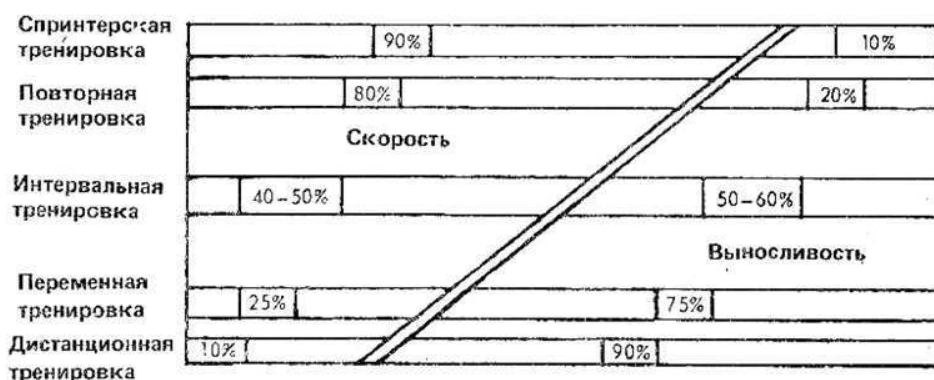 Спринтерская
тренировка
90%
10%
Повторная
тренировка
80%
20%
Скорость
Интервальная
тренировка
40–50%
50–60%
Выносливость
Переменная
тренировка
25%
75%
Дистанционная
тренировка
10%
90%